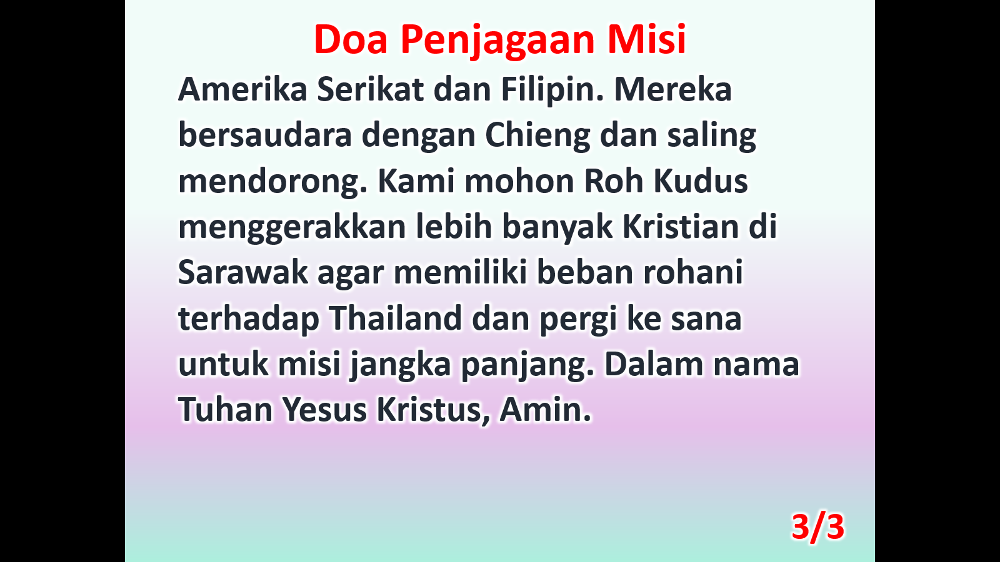 Doa Penjagaan Misi
Amerika Serikat dan Filipin. Mereka
bersaudara dengan Chieng dan saling
mendorong. Kami mohon Roh Kudus
menggerakkan lebih banyak Kristian di
Sarawak agar memiliki beban rohani
terhadap Thailand dan pergi ke sana
untuk misi jangka panjang. Dalam nama
Tuhan Yesus Kristus, Amin.
3/3